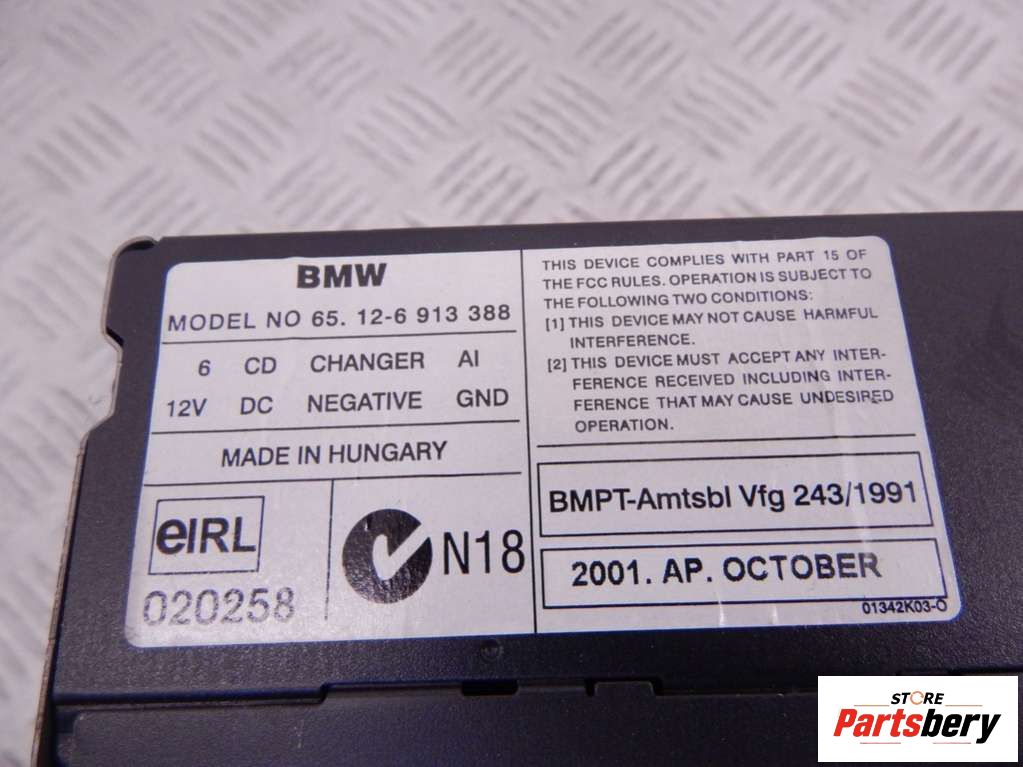 BMW
MODEL NO 65. 12-6 913 388
6 CD CHANGER AI
12V DC NEGATIVE GND
MADE IN HUNGARY
eIRL
020258
N18
THIS DEVICE COMPLIES WITH PART 15 OF
THE FCC RULES. OPERATION IS SUBJECT TO
THE FOLLOWING TWO CONDITIONS:
[1] THIS DEVICE MAY NOT CAUSE HARMFUL
INTERFERENCE.
[2] THIS DEVICE MUST ACCEPT ANY INTER-
FERENCE RECEIVED INCLUDING INTER-
FERENCE THAT MAY CAUSE UNDESIRED
OPERATION.
BMPT-Amtsbl Vfg 243/1991
2001. AP. OCTOBER
01342K03-O
STORE
Partsbery